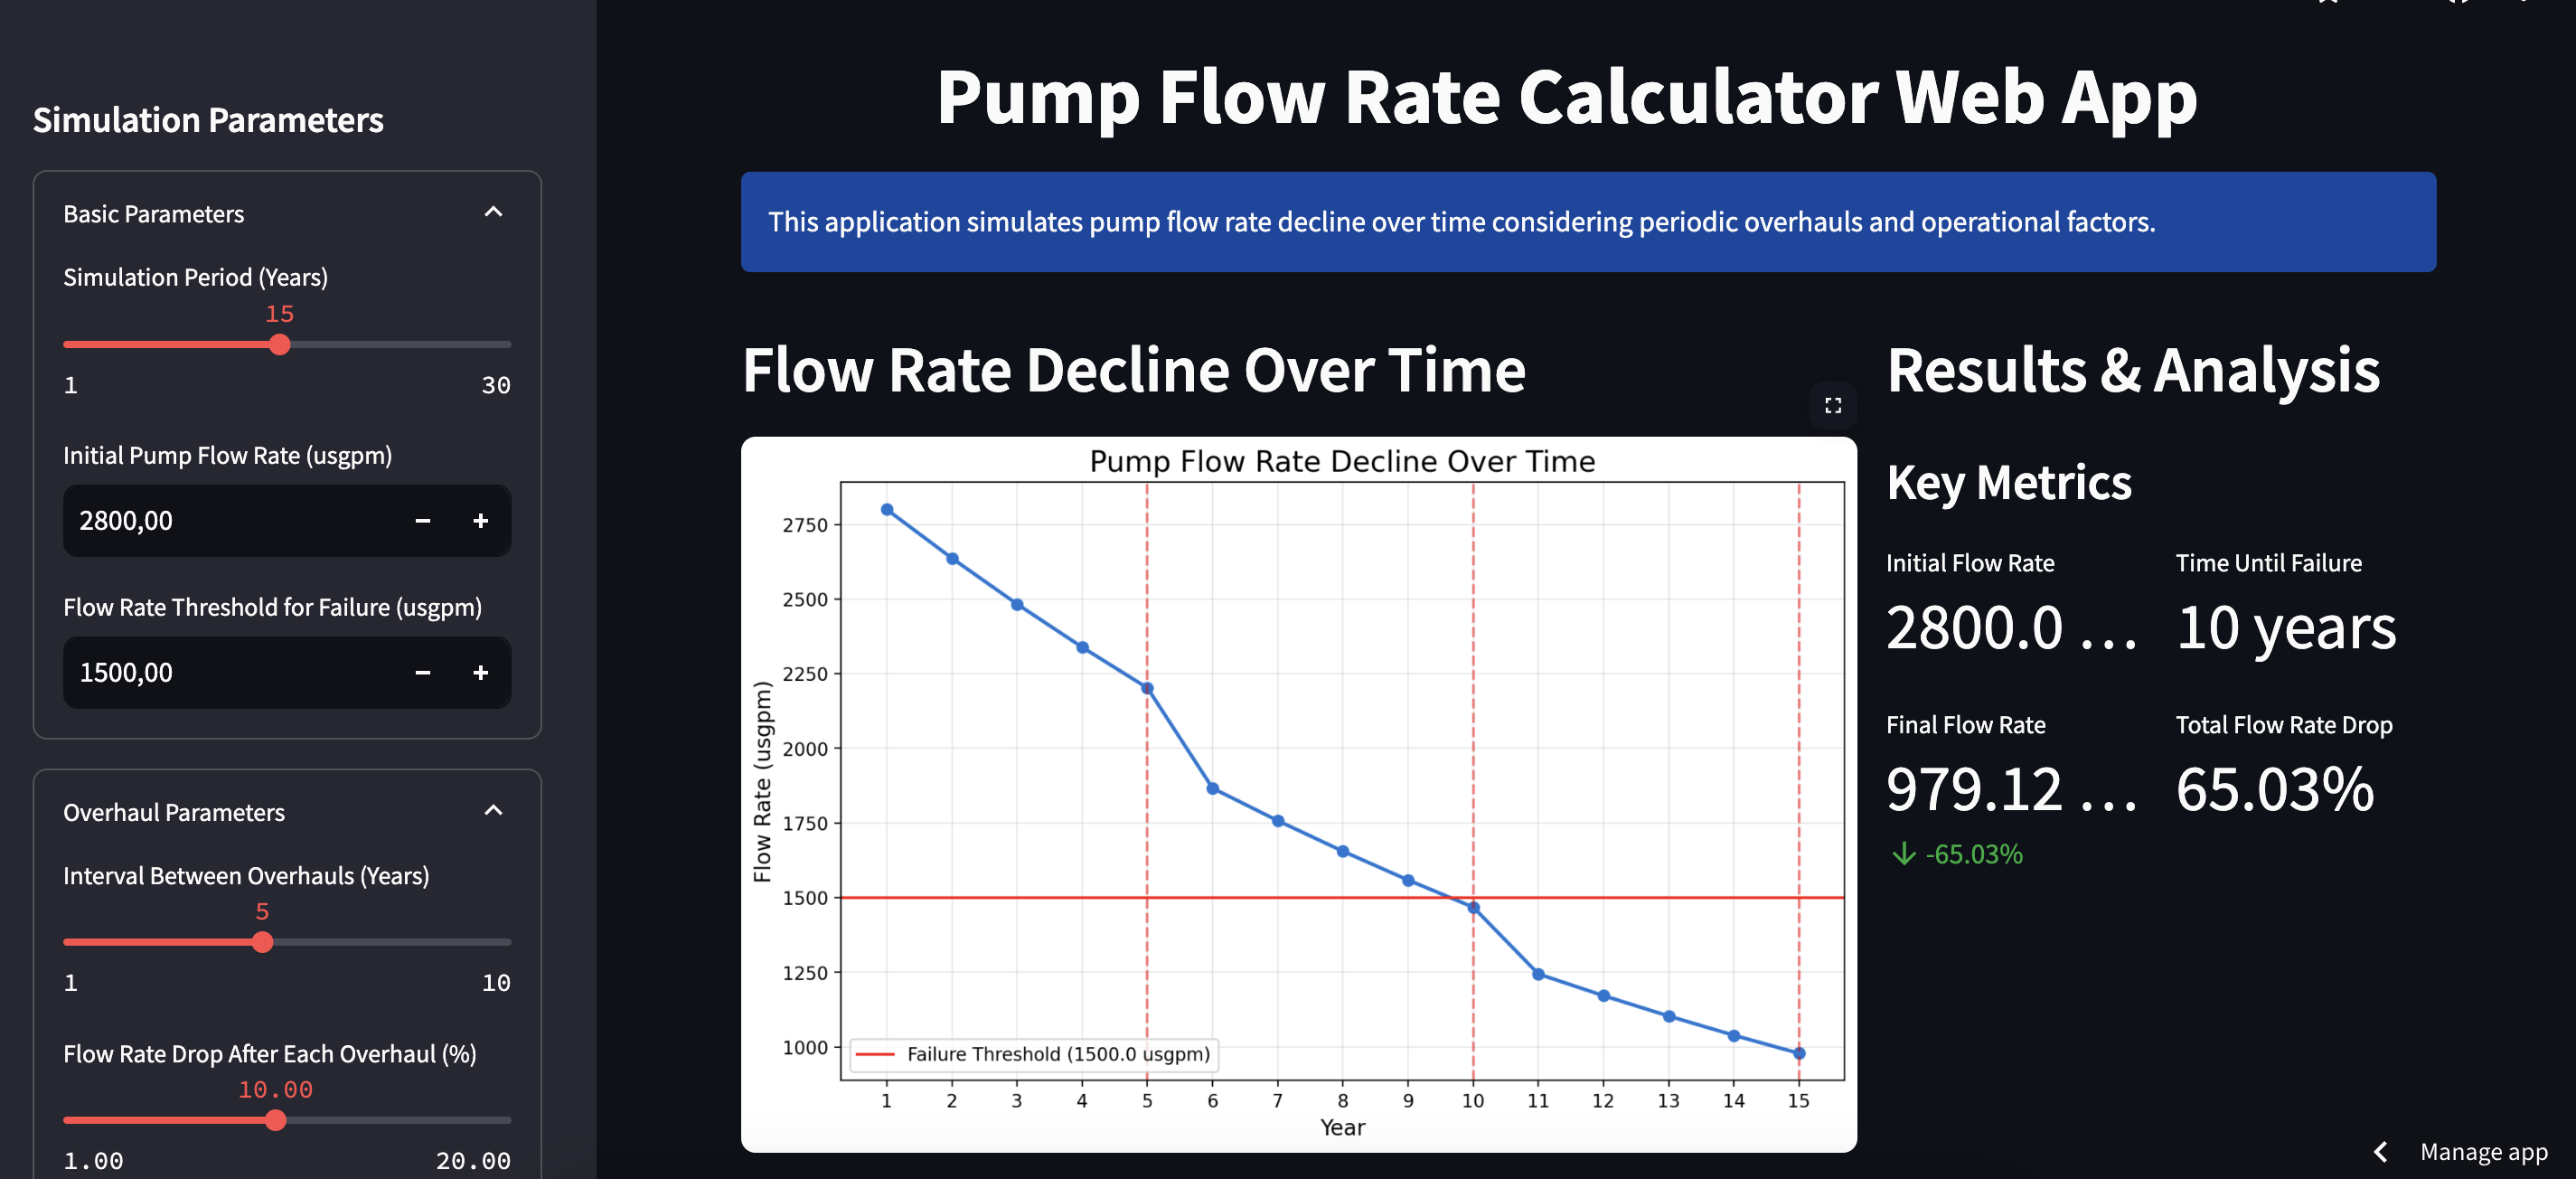 Simulation Parameters
Basic Parameters
Simulation Period (Years)
15
1 30
Initial Pump Flow Rate (usgpm)
2800,00
Flow Rate Threshold for Failure (usgpm)
1500,00
Overhaul Parameters
Interval Between Overhauls (Years)
5
1 10
Flow Rate Drop After Each Overhaul (%)
10.00
1.00 20.00
Pump Flow Rate Calculator Web App
This application simulates pump flow rate decline over time considering periodic overhauls and operational factors.
Flow Rate Decline Over Time
Pump Flow Rate Decline Over Time
Flow Rate (usgpm)
2750
2500
2250
2000
1750
1500
1250
1000
Failure Threshold (1500.0 usgpm)
1 2 3 4 5 6 7 8 9 10 11 12 13 14 15
Year
Results & Analysis
Key Metrics
Initial Flow Rate
2800.0 …
Time Until Failure
10 years
Final Flow Rate
979.12 …
-65.03%
Total Flow Rate Drop
65.03%
Manage app